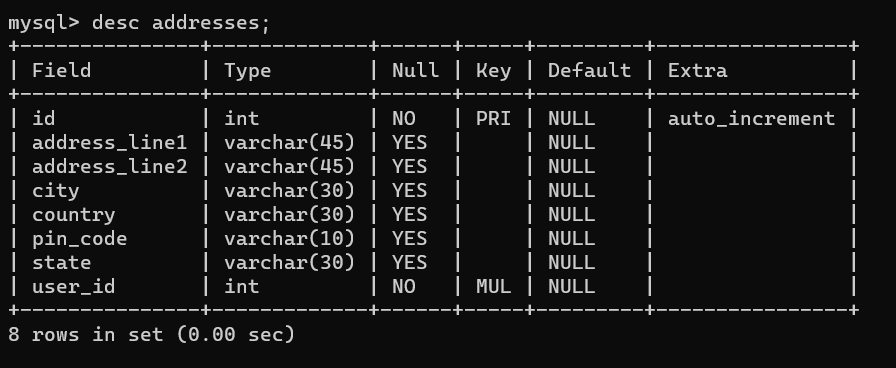 mysql> desc addresses;
+---------------+-------------+------+-----+---------+----------------+
| Field         | Type        | Null | Key | Default | Extra          |
+---------------+-------------+------+-----+---------+----------------+
| id            | int         | NO   | PRI | NULL    | auto_increment |
| address_line1 | varchar(45) | YES  |     | NULL    |                |
| address_line2 | varchar(45) | YES  |     | NULL    |                |
| city          | varchar(30) | YES  |     | NULL    |                |
| country       | varchar(30) | YES  |     | NULL    |                |
| pin_code      | varchar(10) | YES  |     | NULL    |                |
| state         | varchar(30) | YES  |     | NULL    |                |
| user_id       | int         | NO   | MUL | NULL    |                |
+---------------+-------------+------+-----+---------+----------------+
8 rows in set (0.00 sec)